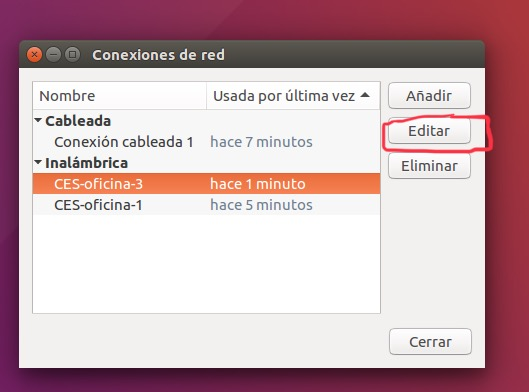 Conexiones de red
Nombre Usada por última vez Añadir
Cableada Editar
Conexión cableada 1 hace 7 minutos
Inalámbrica Eliminar
CES-oficina-3 hace 1 minuto
CES-oficina-1 hace 5 minutos
Cerrar